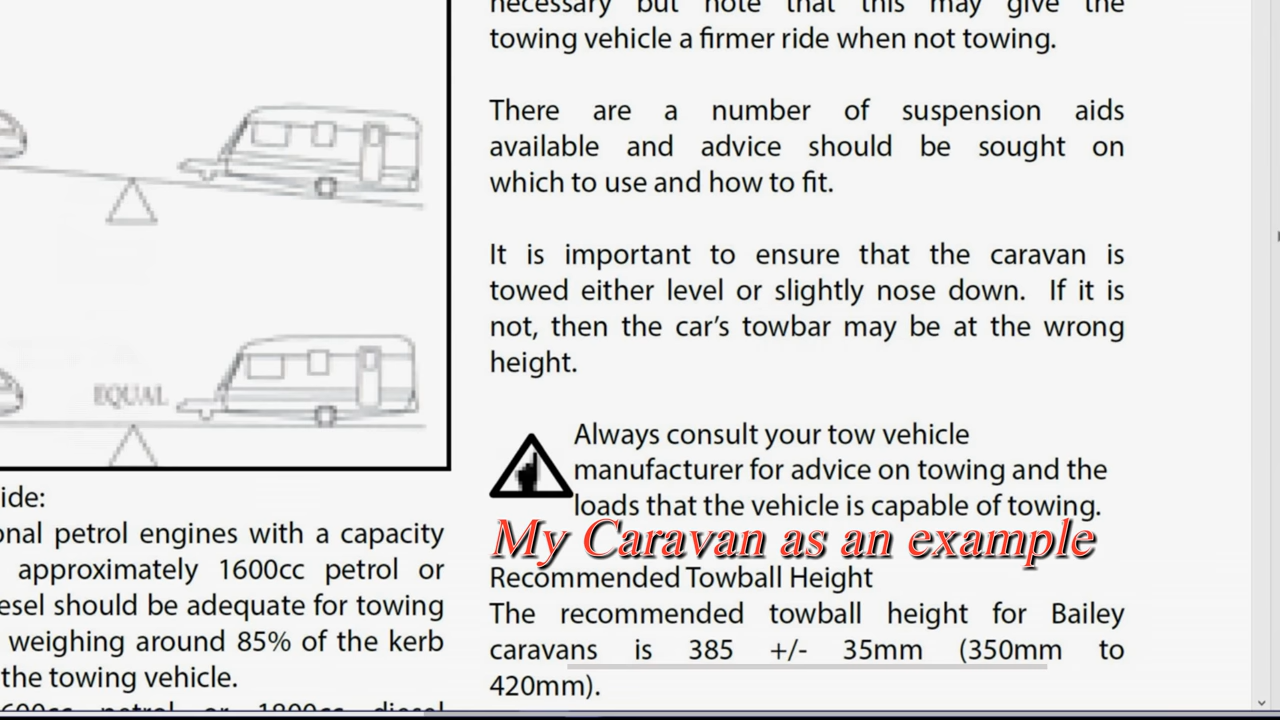 EQUAL
ide:
onal petrol engines with a capacity
approximately 1600cc petrol or
esel should be adequate for towing
weighing around 85% of the kerb
the towing vehicle.
600cc petrol or 1800cc diesel
necessary but note that this may give the
towing vehicle a firmer ride when not towing.
There are a number of suspension aids
available and advice should be sought on
which to use and how to fit.
It is important to ensure that the caravan is
towed either level or slightly nose down. If it is
not, then the car's towbar may be at the wrong
height.
Always consult your tow vehicle
manufacturer for advice on towing and the
loads that the vehicle is capable of towing.
My Caravan as an example
Recommended Towball Height
The recommended towball height for Bailey
caravans is 385 +/- 35mm (350mm to
420mm).